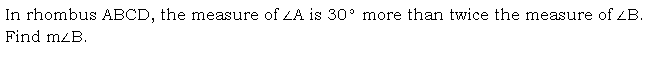 In rhombus ABCD, the measure of ∠A is 30° more than twice the measure of ∠B.
Find m∠B.